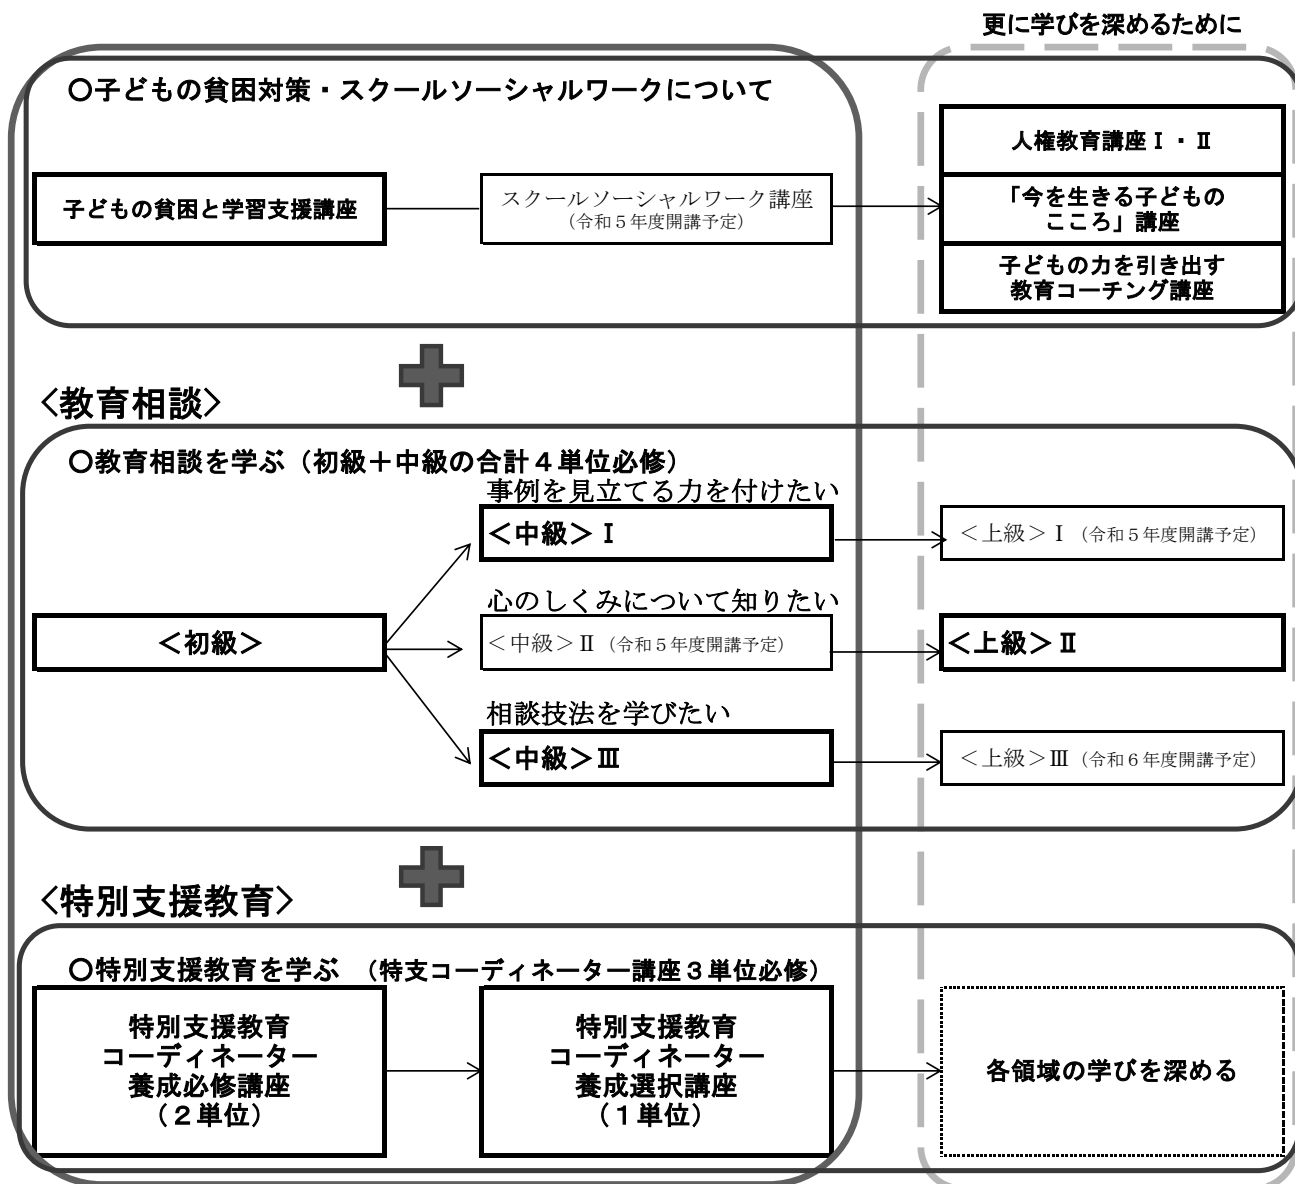 更に学びを深めるために
○子どもの貧困対策・スクールソーシャルワークについて
子どもの貧困と学習支援講座
スクールソーシャルワーク講座
（令和５年度開講予定）
人権教育講座Ⅰ・Ⅱ
「今を生きる子どもの
こころ」講座
子どもの力を引き出す
教育コーチング講座
〈教育相談〉
○教育相談を学ぶ（初級＋中級の合計４単位必修）
事例を見立てる力を付けたい
＜中級＞Ⅰ
＜上級＞Ⅰ（令和５年度開講予定）
心のしくみについて知りたい
＜初級＞
＜中級＞Ⅱ（令和５年度開講予定）
＜上級＞Ⅱ
相談技法を学びたい
＜中級＞Ⅲ
＜上級＞Ⅲ（令和６年度開講予定）
〈特別支援教育〉
○特別支援教育を学ぶ （特支コーディネーター講座３単位必修）
特別支援教育
コーディネーター
養成必修講座
（２単位）
特別支援教育
コーディネーター
養成選択講座
（１単位）
各領域の学びを深める